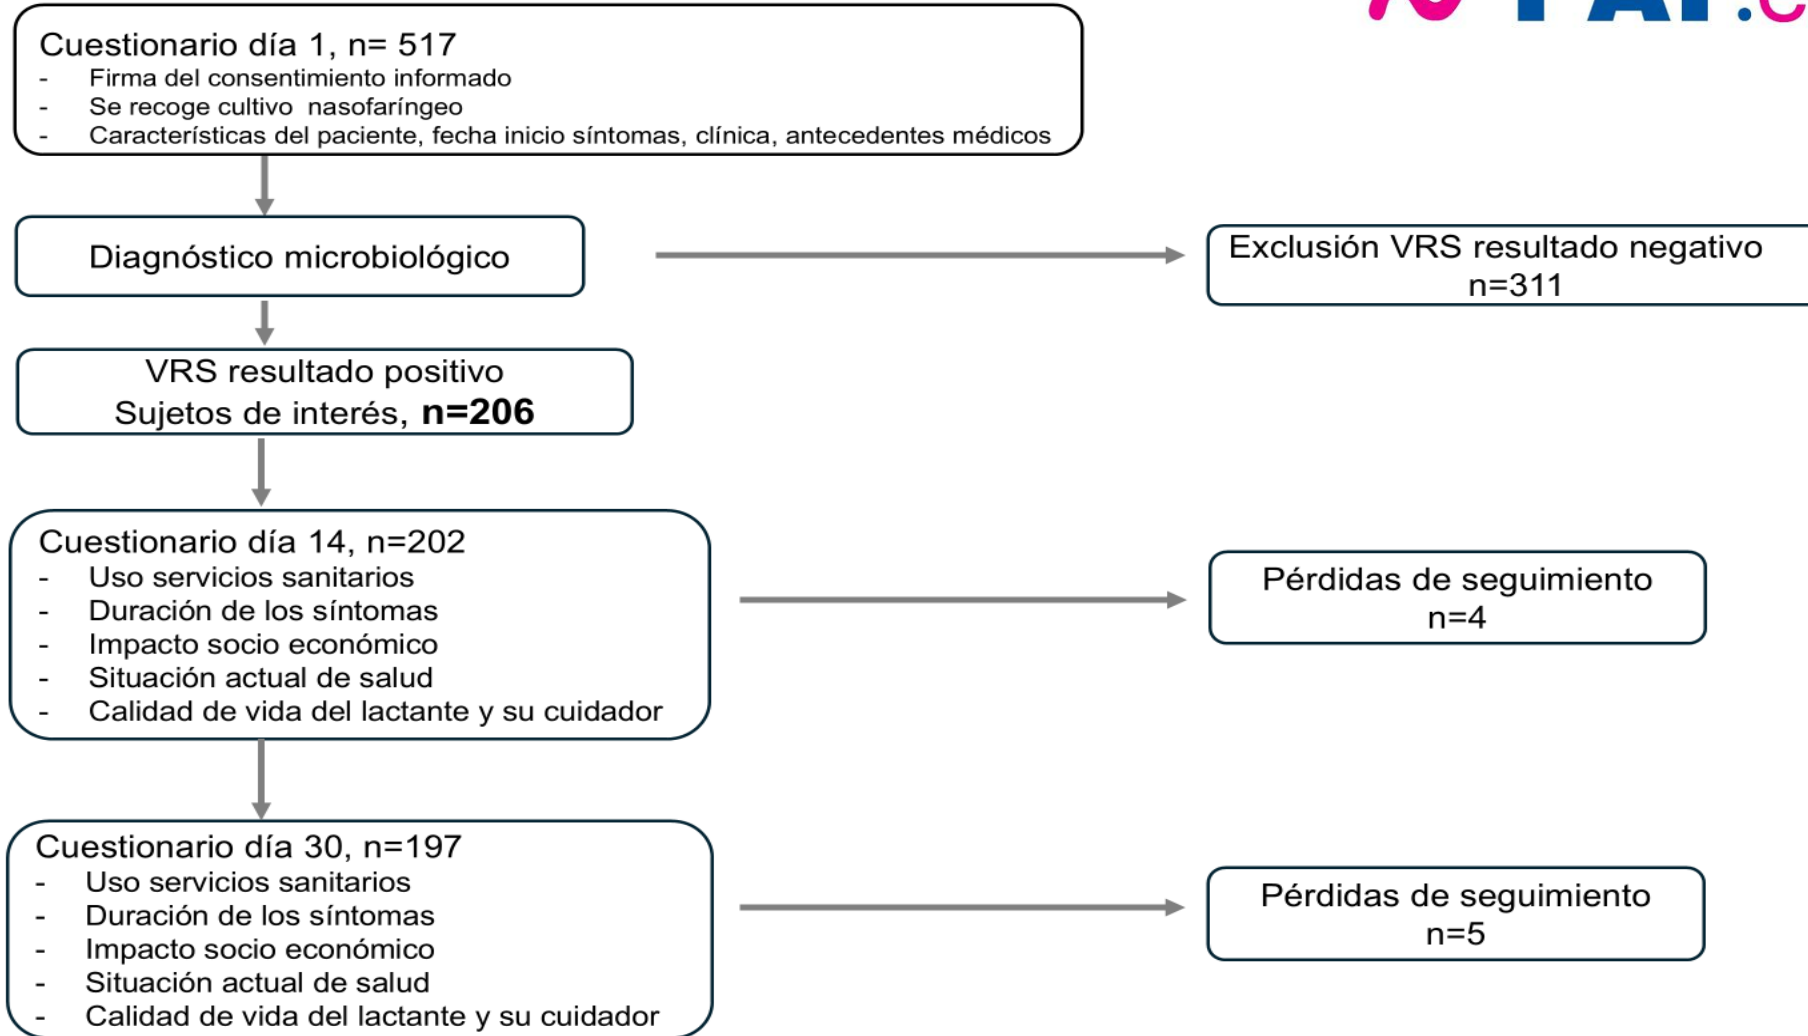 Cuestionario día 1, n= 517
- Firma del consentimiento informado
- Se recoge cultivo nasofaríngeo
- Características del paciente, fecha inicio síntomas, clínica, antecedentes médicos
Diagnóstico microbiológico
Exclusión VRS resultado negativo
n=311
VRS resultado positivo
Sujetos de interés, n=206
Cuestionario día 14, n=202
- Uso servicios sanitarios
- Duración de los síntomas
- Impacto socio económico
- Situación actual de salud
- Calidad de vida del lactante y su cuidador
Pérdidas de seguimiento
n=4
Cuestionario día 30, n=197
- Uso servicios sanitarios
- Duración de los síntomas
- Impacto socio económico
- Situación actual de salud
- Calidad de vida del lactante y su cuidador
Pérdidas de seguimiento
n=5